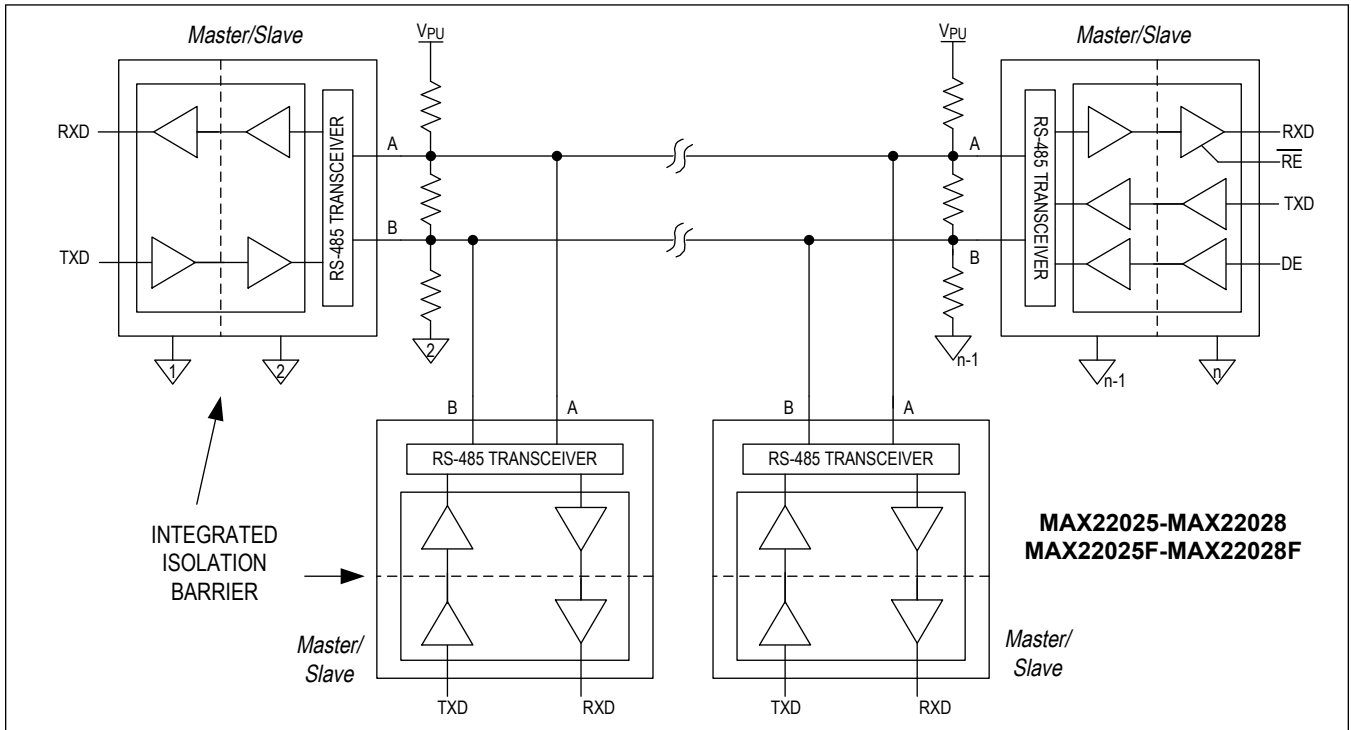 Master/Slave
VPU
VPU
Master/Slave
RXD
TXD
RS-485 TRANSCEIVER
A
B
A
B
RS-485 TRANSCEIVER
RXD
RE
TXD
DE
1
2
2
n-1
n-1
n
B
A
B
A
RS-485 TRANSCEIVER
RS-485 TRANSCEIVER
INTEGRATED
ISOLATION
BARRIER
MAX22025-MAX22028
MAX22025F-MAX22028F
Master/
Slave
Master/
Slave
TXD
RXD
TXD
RXD